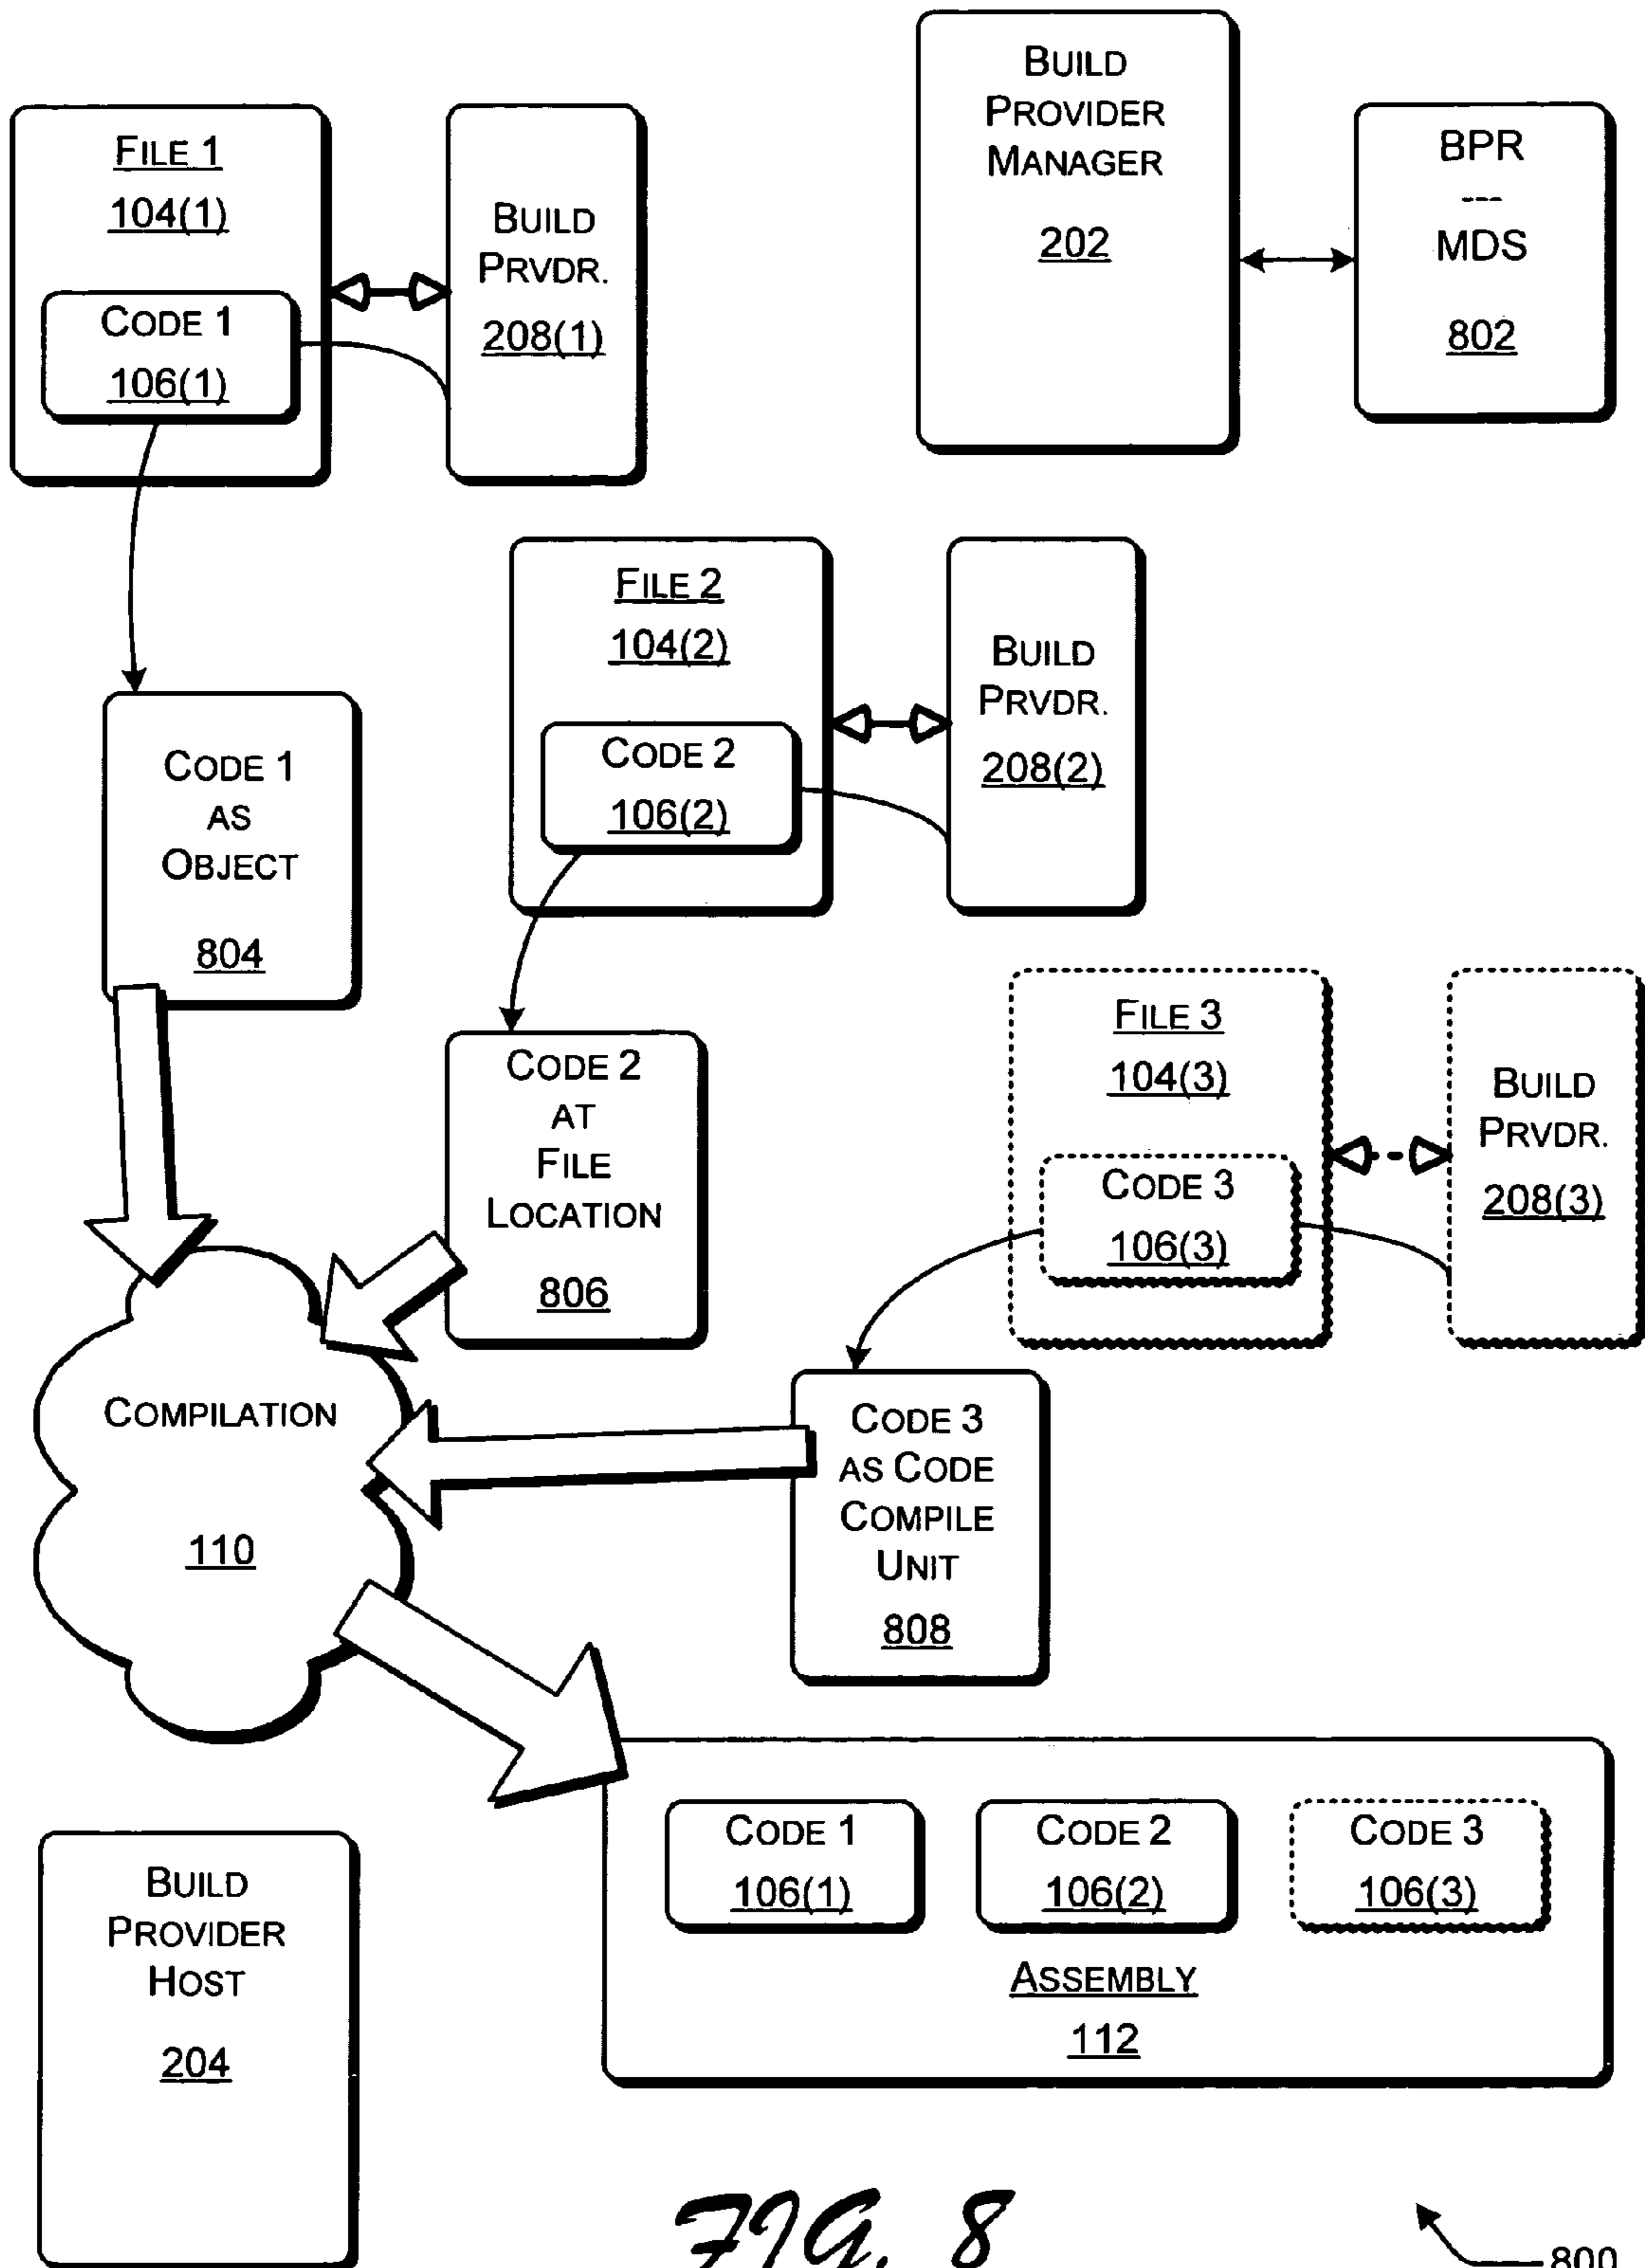 FILE 1
104(1)
CODE 1
106(1)
BUILD
PRVDR.
208(1)
BUILD
PROVIDER
MANAGER
202
BPR
---
MDS
802
FILE 2
104(2)
CODE 2
106(2)
BUILD
PRVDR.
208(2)
CODE 1
AS
OBJECT
804
CODE 2
AT
FILE
LOCATION
806
FILE 3
104(3)
CODE 3
106(3)
BUILD
PRVDR.
208(3)
COMPILATION
110
CODE 3
AS CODE
COMPILE
UNIT
808
CODE 1
106(1)
CODE 2
106(2)
CODE 3
106(3)
ASSEMBLY
112
BUILD
PROVIDER
HOST
204
FIG. 8
800